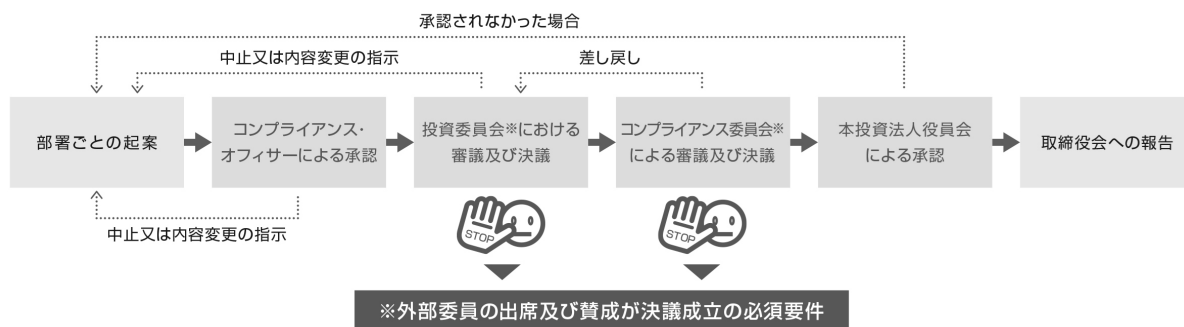 承認されなかった場合
中止又は内容変更の指示
差し戻し
部署ごとの起案
コンプライアンス・
オフィサーによる承認
投資委員会※における
審議及び決議
コンプライアンス委員会※
による審議及び決議
本投資法人役員会
による承認
取締役会への報告
中止又は内容変更の指示
STOP
STOP
※外部委員の出席及び賛成が決議成立の必須要件